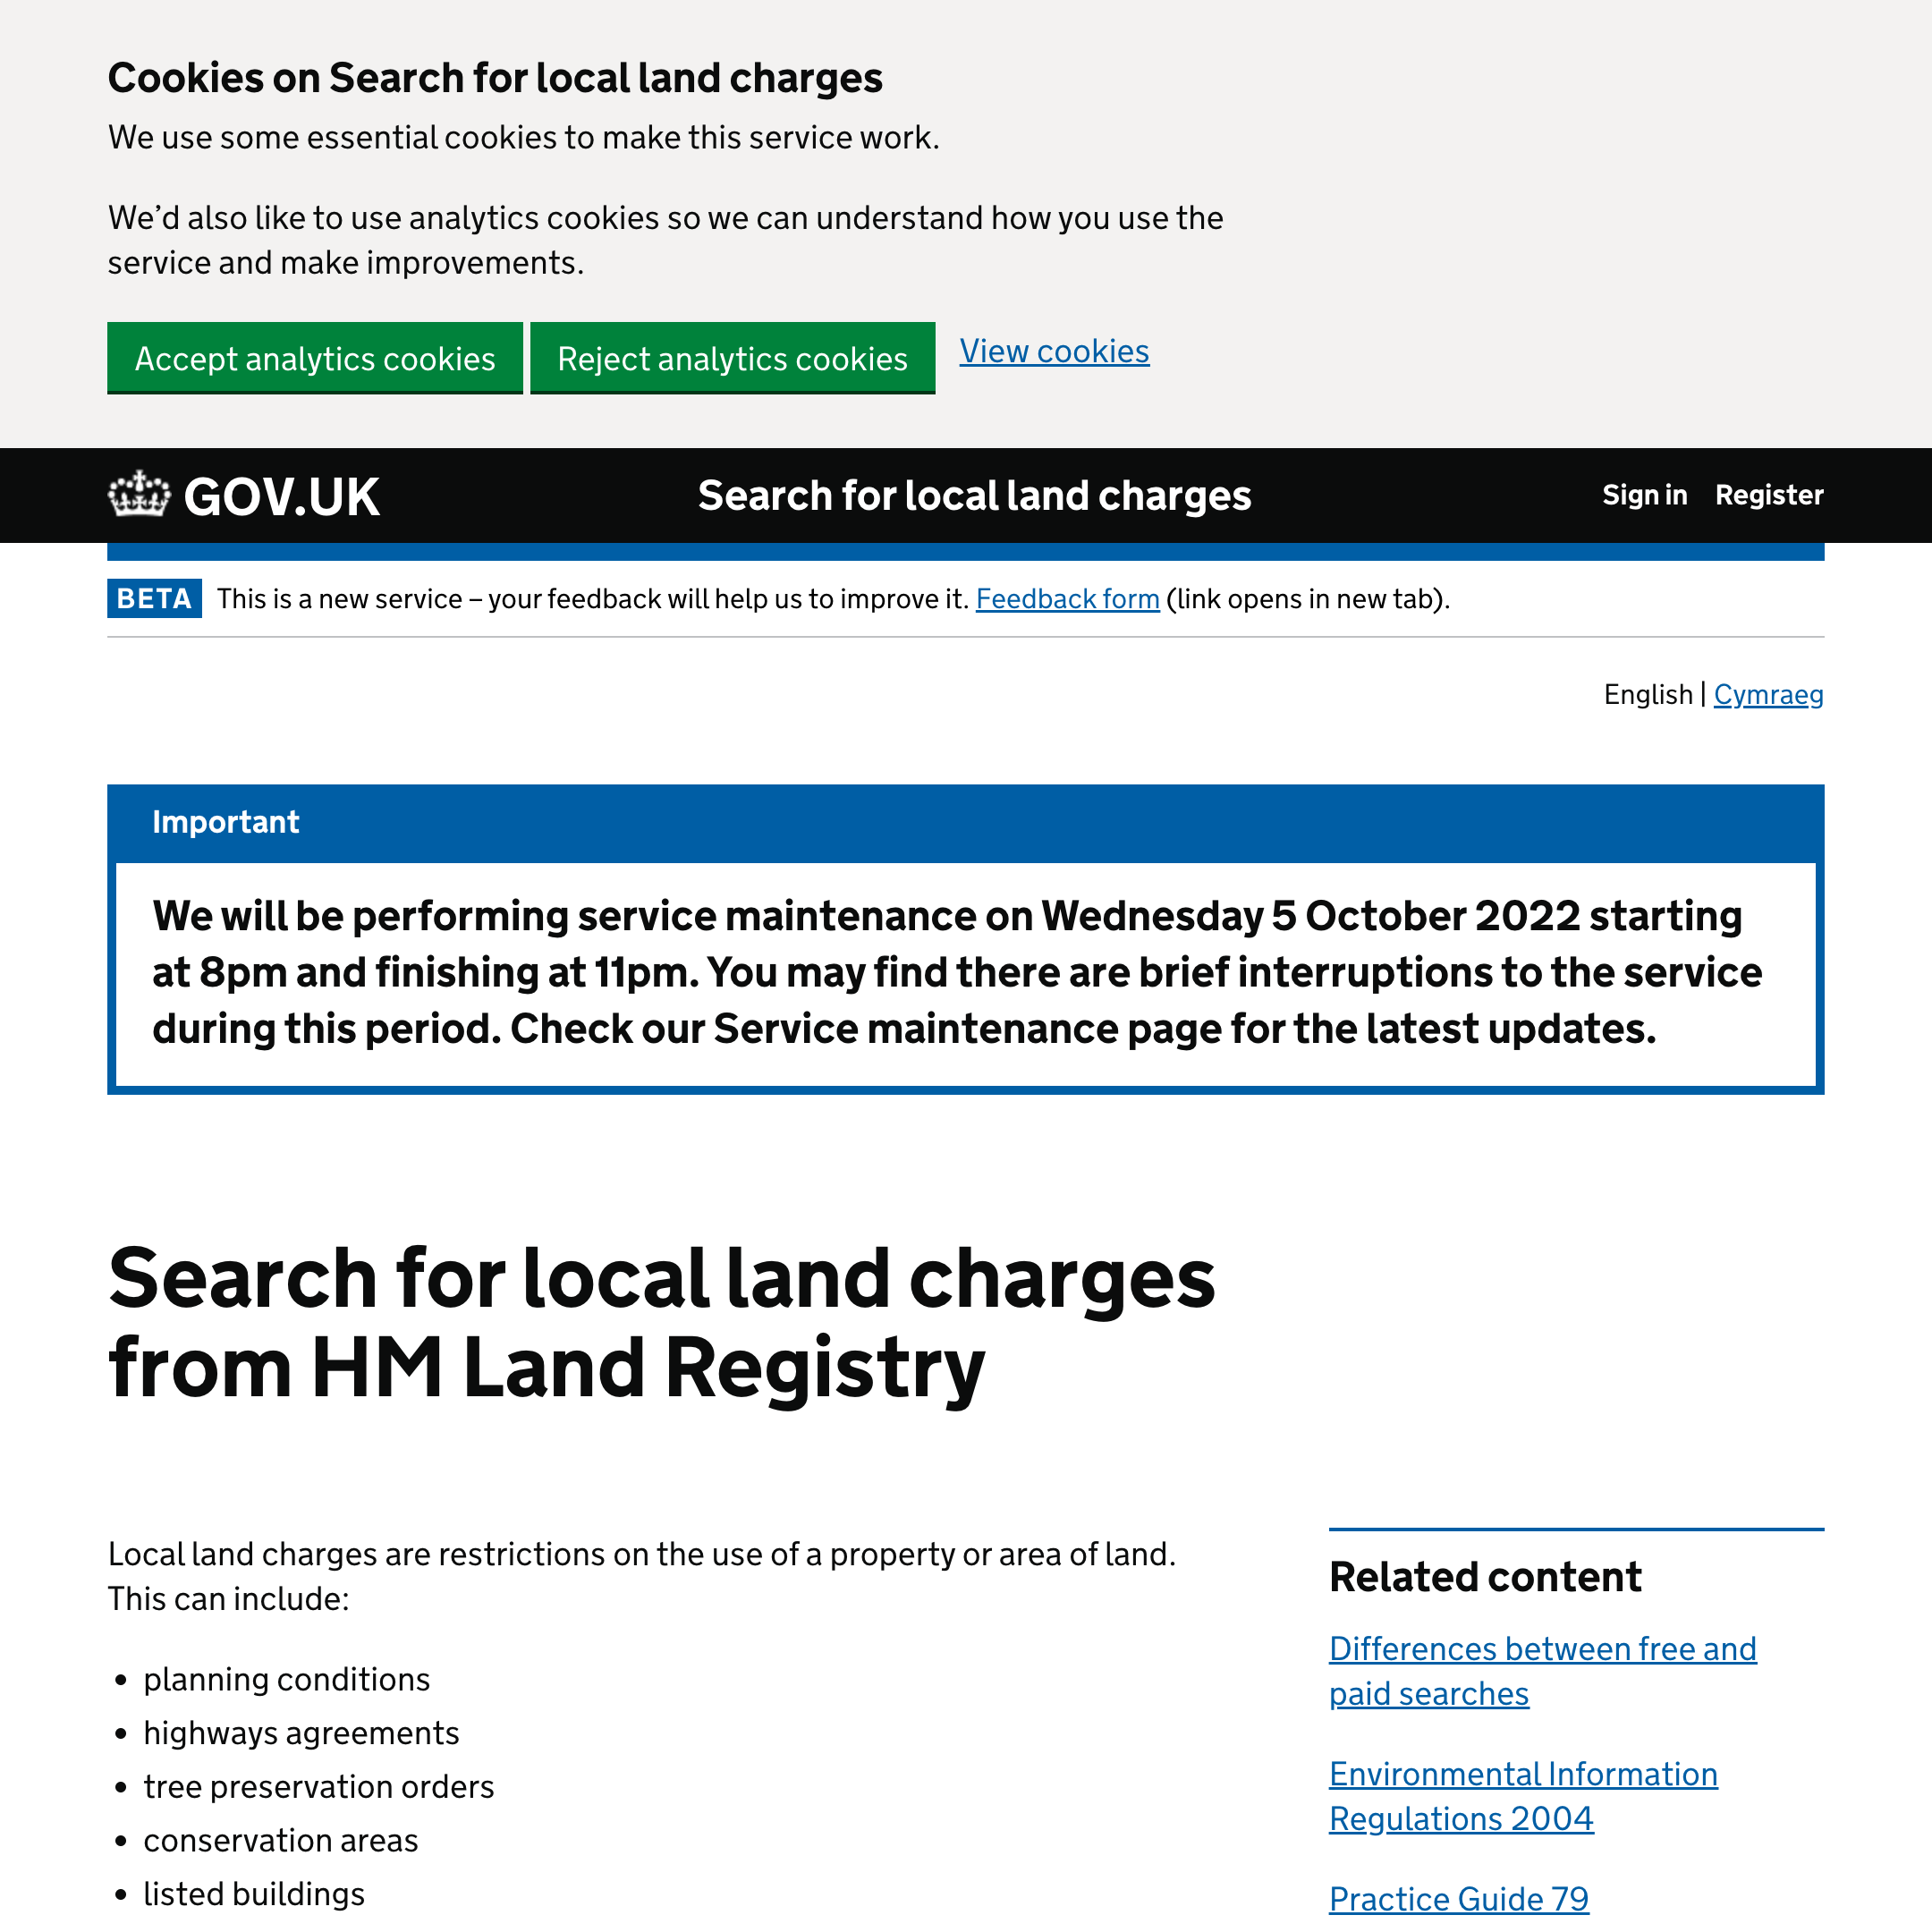 Cookies on Search for local land charges
We use some essential cookies to make this service work.
We’d also like to use analytics cookies so we can understand how you use the
service and make improvements.
Accept analytics cookies Reject analytics cookies View cookies
GOV.UK Search for local land charges Sign in Register
BETA This is a new service – your feedback will help us to improve it. Feedback form (link opens in new tab).
English | Cymraeg
Important
We will be performing service maintenance on Wednesday 5 October 2022 starting
at 8pm and finishing at 11pm. You may find there are brief interruptions to the service
during this period. Check our Service maintenance page for the latest updates.
Search for local land charges
from HM Land Registry
Local land charges are restrictions on the use of a property or area of land.
This can include:
• planning conditions
• highways agreements
• tree preservation orders
• conservation areas
• listed buildings
Related content
Differences between free and
paid searches
Environmental Information
Regulations 2004
Practice Guide 79